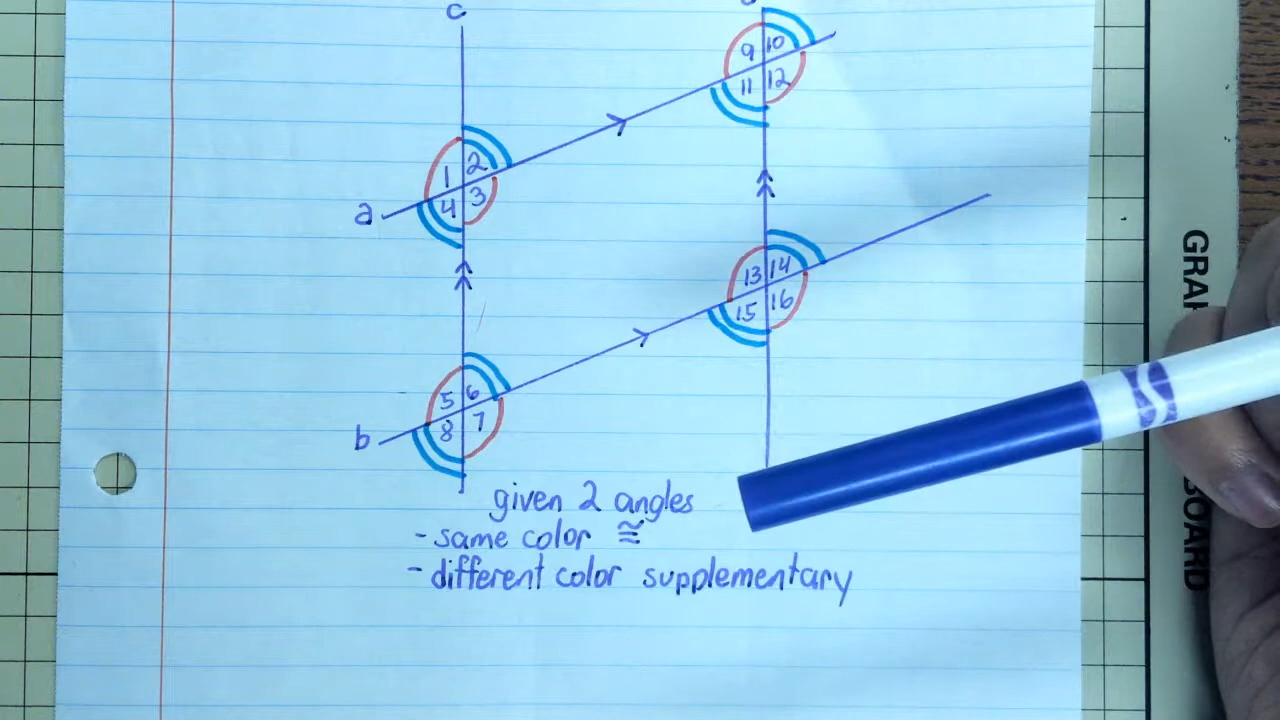 c
9 10
11 12
1 2
4 3
a
13 14
15 16
5 6
8 7
b
given 2 angles
- same color ≅
- different color supplementary
BOARD